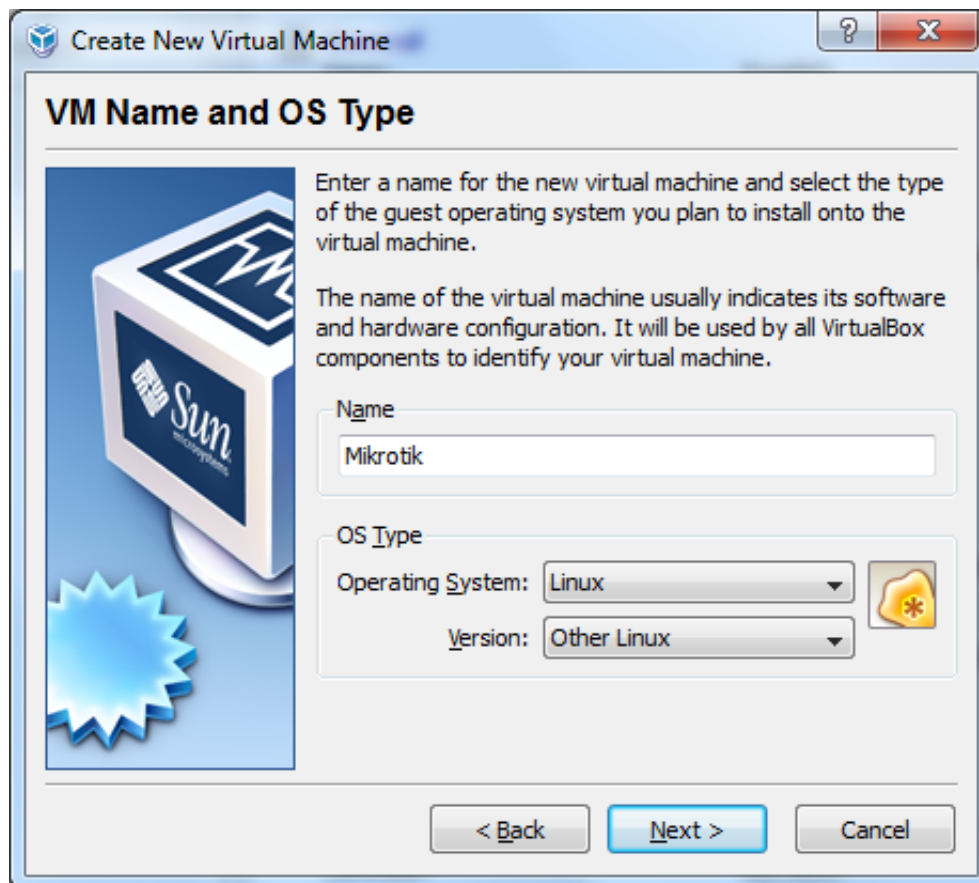 Create New Virtual Machine
VM Name and OS Type
Enter a name for the new virtual machine and select the type
of the guest operating system you plan to install onto the
virtual machine.
The name of the virtual machine usually indicates its software
and hardware configuration. It will be used by all VirtualBox
components to identify your virtual machine.
Sun
microsystems
Name
Mikrotik
OS Type
Operating System: Linux
Version: Other Linux
< Back Next > Cancel